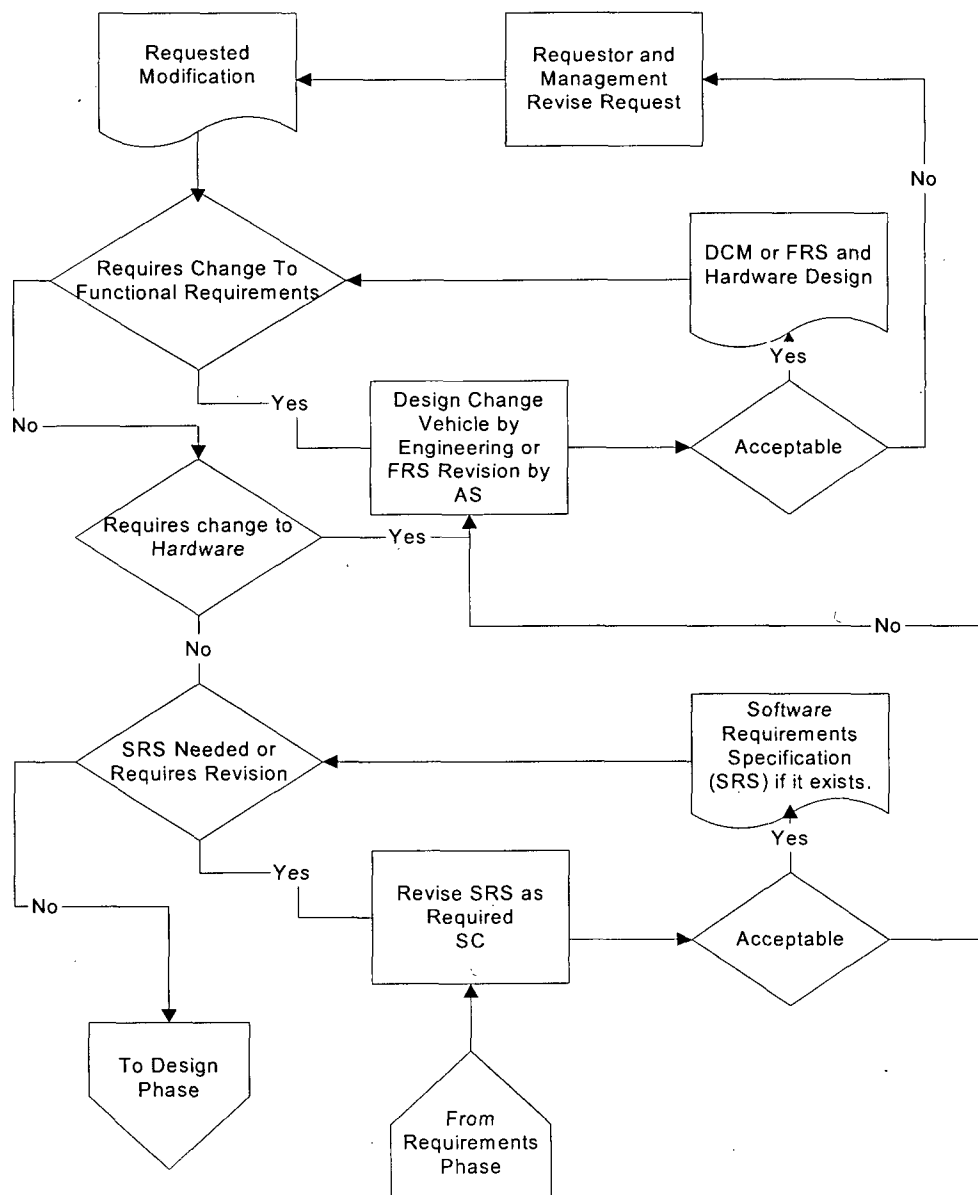 Requested
Modification
Requestor and
Management
Revise Request
No
Requires Change To
Functional Requirements
DCM or FRS and
Hardware Design
Yes
No
Yes
Design Change
Vehicle by
Engineering or
FRS Revision by
AS
Acceptable
Requires change to
Hardware
Yes
No
No
SRS Needed or
Requires Revision
Software
Requirements
Specification
(SRS) if it exists.
Yes
Yes
No
Revise SRS as
Required
SC
Acceptable
To Design
Phase
From
Requirements
Phase